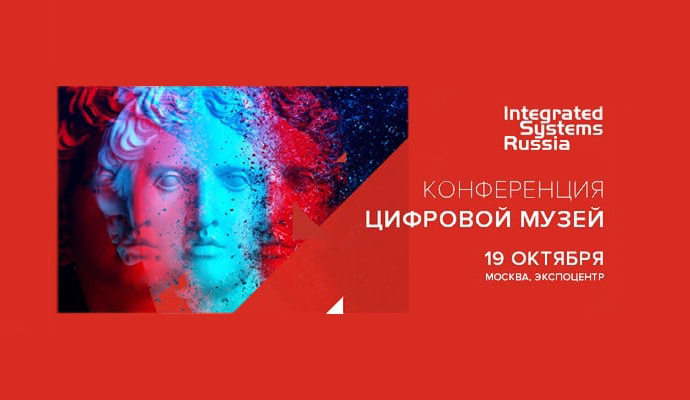 Integrated
Systems
Russia
КОНФЕРЕНЦИЯ
ЦИФРОВОЙ МУЗЕЙ
19 ОКТЯБРЯ
МОСКВА, ЭКСПОЦЕНТР